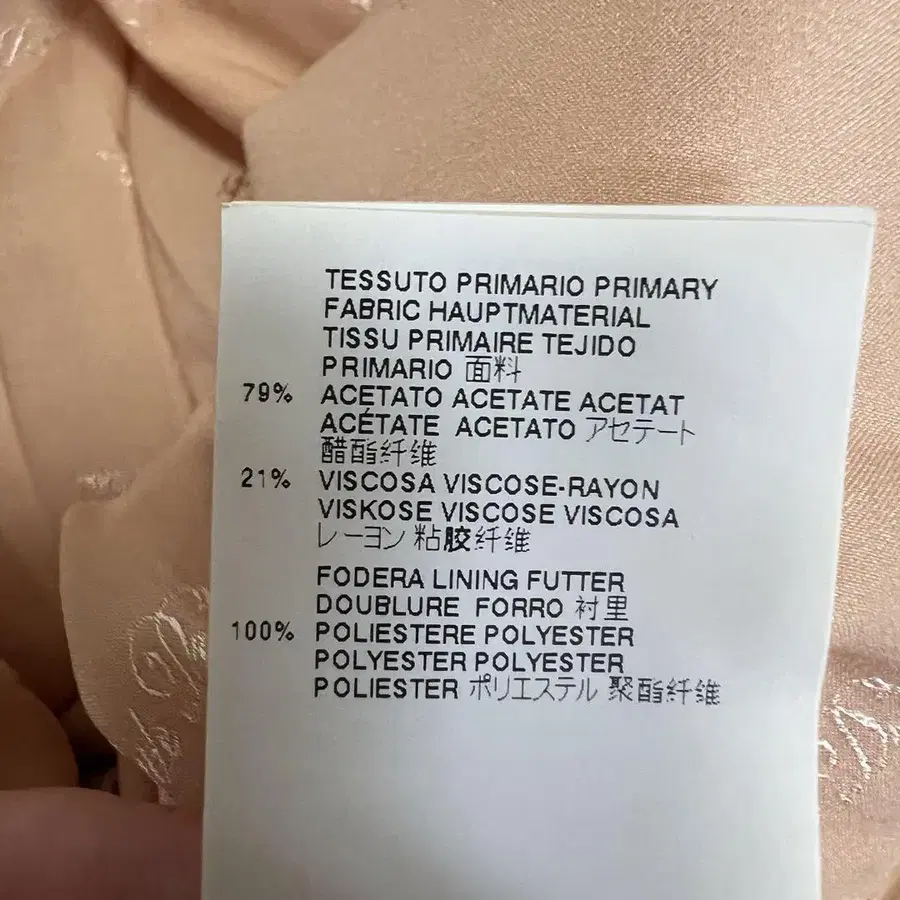 TESSUTO PRIMARIO PRIMARY
FABRIC HAUPTMATERIAL
TISSU PRIMAIRE TEJIDO
PRIMARIO 面料
79% ACETATO ACETATE ACETAT
ACÉTATE ACETATO アセテート
醋酯纤维
21% VISCOSA VISCOSE-RAYON
VISKOSE VISCOSE VISCOSA
レーヨン 粘胶纤维
FODERA LINING FUTTER
DOUBLURE FORRO 衬里
100% POLIESTERE POLYESTER
POLYESTER POLYESTER
POLIESTER ポリエステル 聚酯纤维